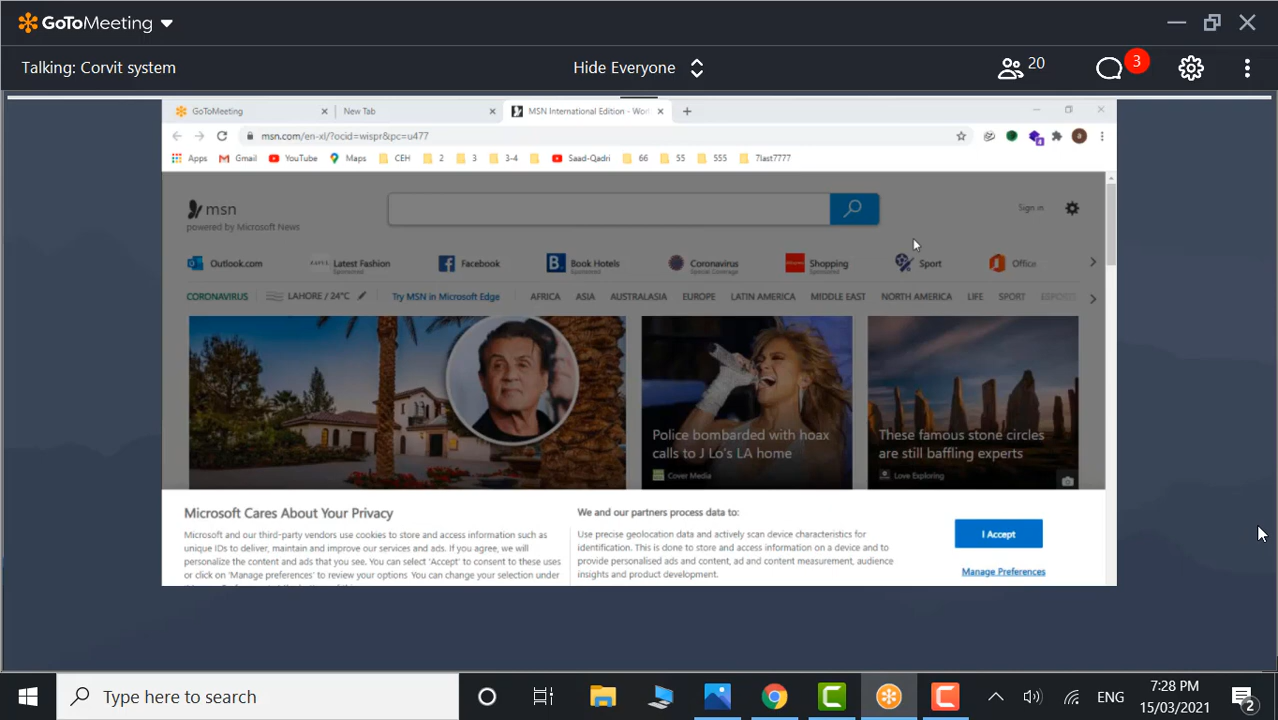 GoToMeeting
Talking: Corvit system
Hide Everyone
20
3
GoToMeeting
New Tab
MSN International Edition - Wor
msn.com/en-xl/?ocid=wispr&pc=u477
Apps Gmail YouTube Maps CEH 2 3 3-4 Saad-Qadri 66 55 555 7last7777
msn
powered by Microsoft News
Sign in
Outlook.com
Latest Fashion
Sponsored
Facebook
Book Hotels
Sponsored
Coronavirus
Special Coverage
Shopping
Sponsored
Sport
Office
CORONAVIRUS LAHORE / 24°C Try MSN in Microsoft Edge AFRICA ASIA AUSTRALASIA EUROPE LATIN AMERICA MIDDLE EAST NORTH AMERICA LIFE SPORT ESPORTS
Police bombarded with hoax
calls to J Lo's LA home
Cover Media
These famous stone circles
are still baffling experts
Love Exploring
Microsoft Cares About Your Privacy
Microsoft and our third-party vendors use cookies to store and access information such as
unique IDs to deliver, maintain and improve our services and ads. If you agree, we will
personalize the content and ads that you see. You can select 'Accept' to consent to these uses
or click on 'Manage preferences' to review your options. You can change your selection under
We and our partners process data to:
Use precise geolocation data and actively scan device characteristics for
identification. This is done to store and access information on a device and to
provide personalised ads and content, ad and content measurement, audience
insights and product development.
I Accept
Manage Preferences
Type here to search
ENG
7:28 PM
15/03/2021
2